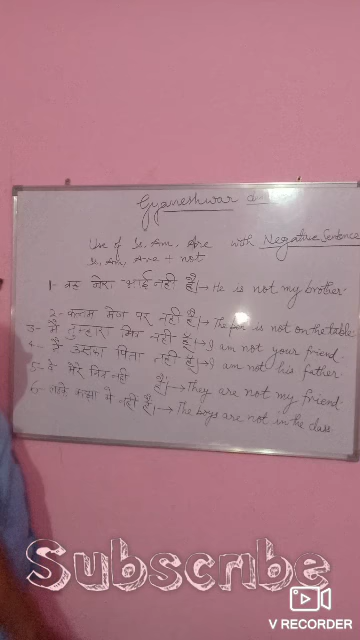 Gyaneshwar
Use of Is, Am, Are with Negative Sentence
Is, Am, Are + not
1- वह मेरा भाई नही है। → He is not my brother
2- कलम मेज पर नही है। → The pen is not on the table
3- मैं तुम्हारा मित्र नही हूँ। → I am not your friend
4- मैं उसका पिता नही हूँ। → I am not his father
5- वे मेरे मित्र नही हैं। → They are not my friend
6- लड़के कक्षा में नही हैं। → The boys are not in the class
Subscribe
V RECORDER